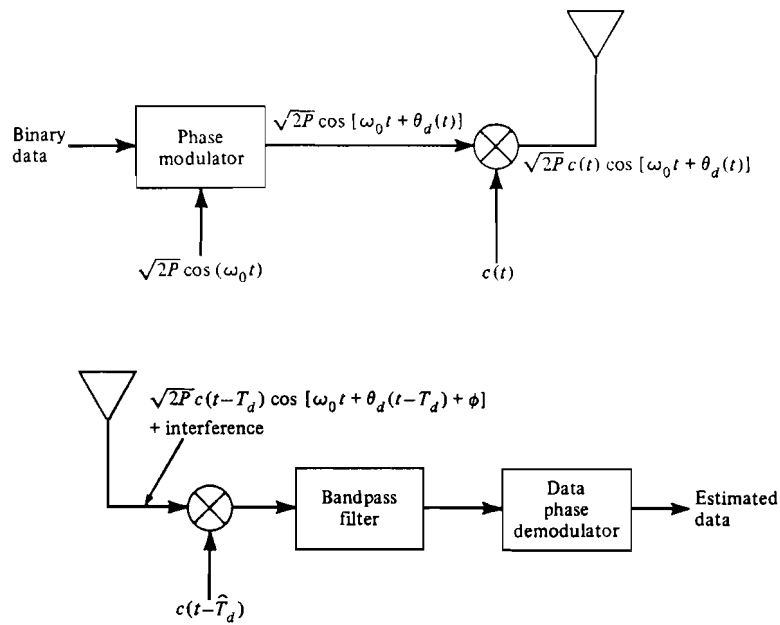 Binary
data
Phase
modulator
√2P cos [ω₀t + θ_d(t)]
√2P c(t) cos [ω₀t + θ_d(t)]
√2P cos (ω₀t)
c(t)
√2P c(t−T_d) cos [ω₀t + θ_d(t−T_d) + ϕ]
+ interference
Bandpass
filter
Data
phase
demodulator
Estimated
data
c(t−T̂_d)